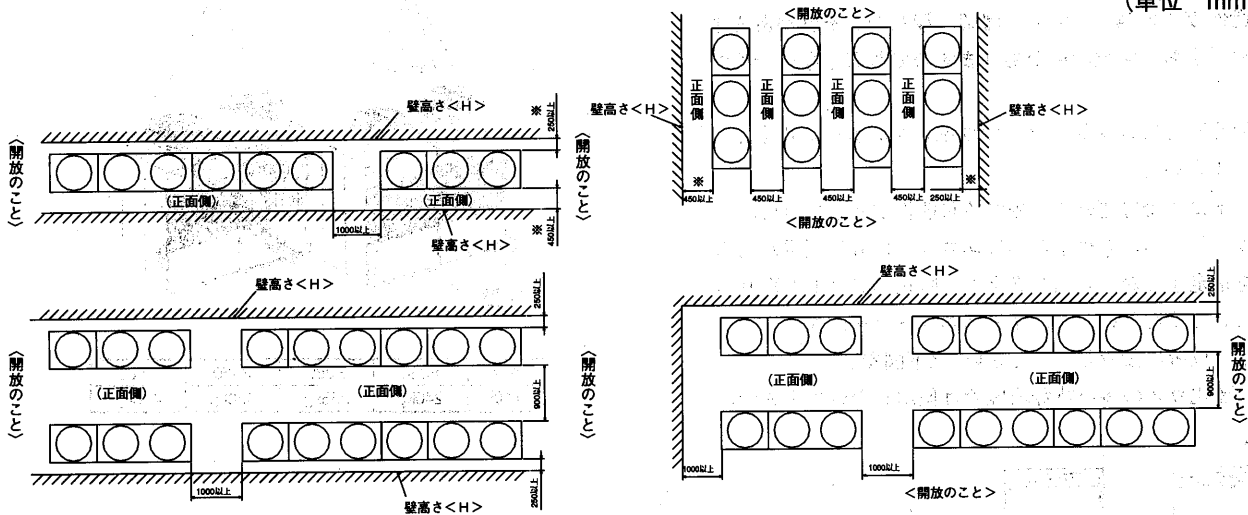 (単位 mm
壁高さ<H>
※
250以上
〈開放のこと〉
〈開放のこと〉
(正面側)
(正面側)
1000以上
壁高さ<H>
※
450以上
<開放のこと>
壁高さ<H>
正面側
正面側
正面側
正面側
※
壁高さ<H>
※
450以上
450以上
450以上
450以上
250以上
<開放のこと>
壁高さ<H>
250以上
〈開放のこと〉
(正面側)
(正面側)
900以上
〈開放のこと〉
1000以上
250以上
壁高さ<H>
壁高さ<H>
250以上
(正面側)
(正面側)
900以上
〈開放のこと〉
1000以上
1000以上
<開放のこと>